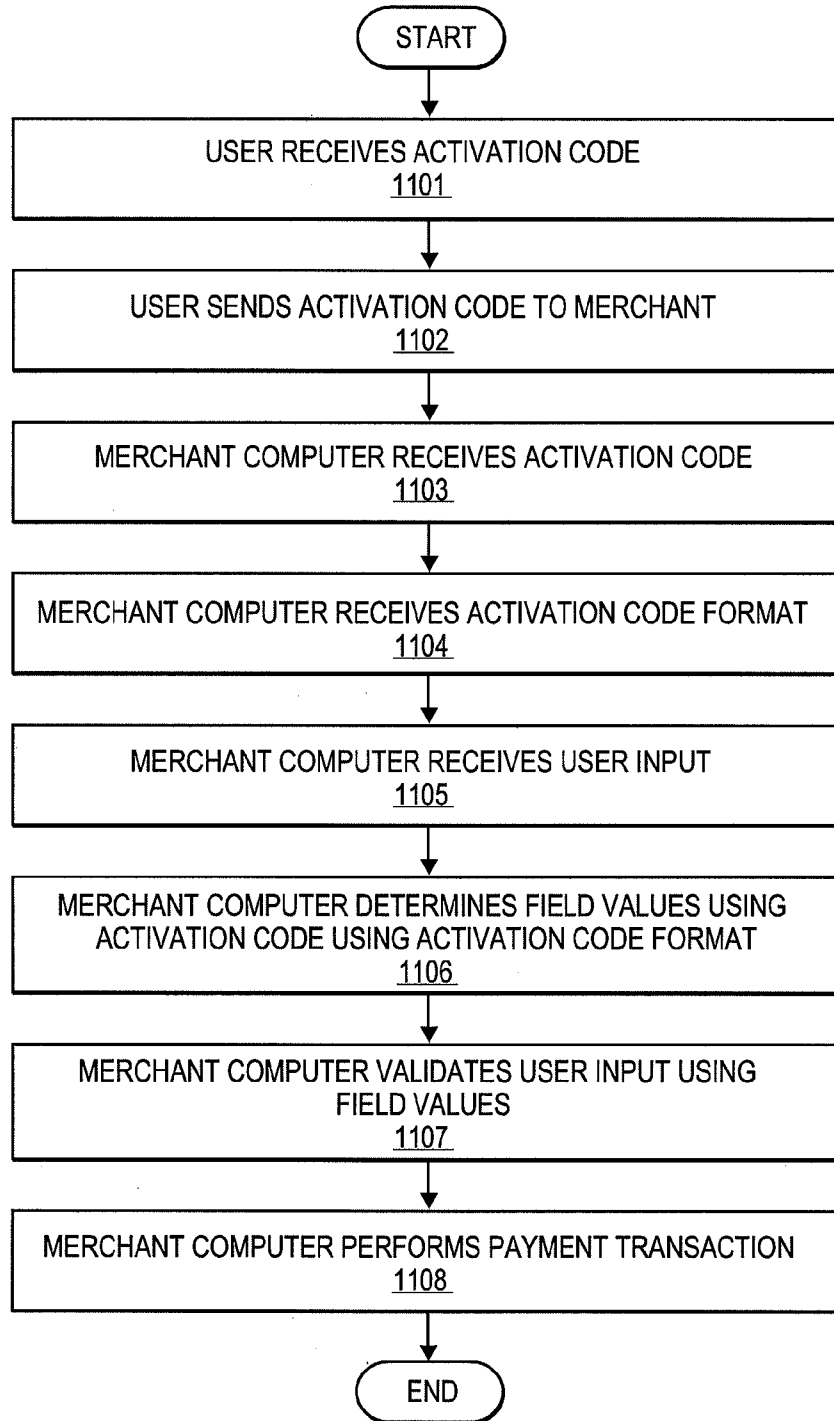 START
USER RECEIVES ACTIVATION CODE
1101
USER SENDS ACTIVATION CODE TO MERCHANT
1102
MERCHANT COMPUTER RECEIVES ACTIVATION CODE
1103
MERCHANT COMPUTER RECEIVES ACTIVATION CODE FORMAT
1104
MERCHANT COMPUTER RECEIVES USER INPUT
1105
MERCHANT COMPUTER DETERMINES FIELD VALUES USING
ACTIVATION CODE USING ACTIVATION CODE FORMAT
1106
MERCHANT COMPUTER VALIDATES USER INPUT USING
FIELD VALUES
1107
MERCHANT COMPUTER PERFORMS PAYMENT TRANSACTION
1108
END